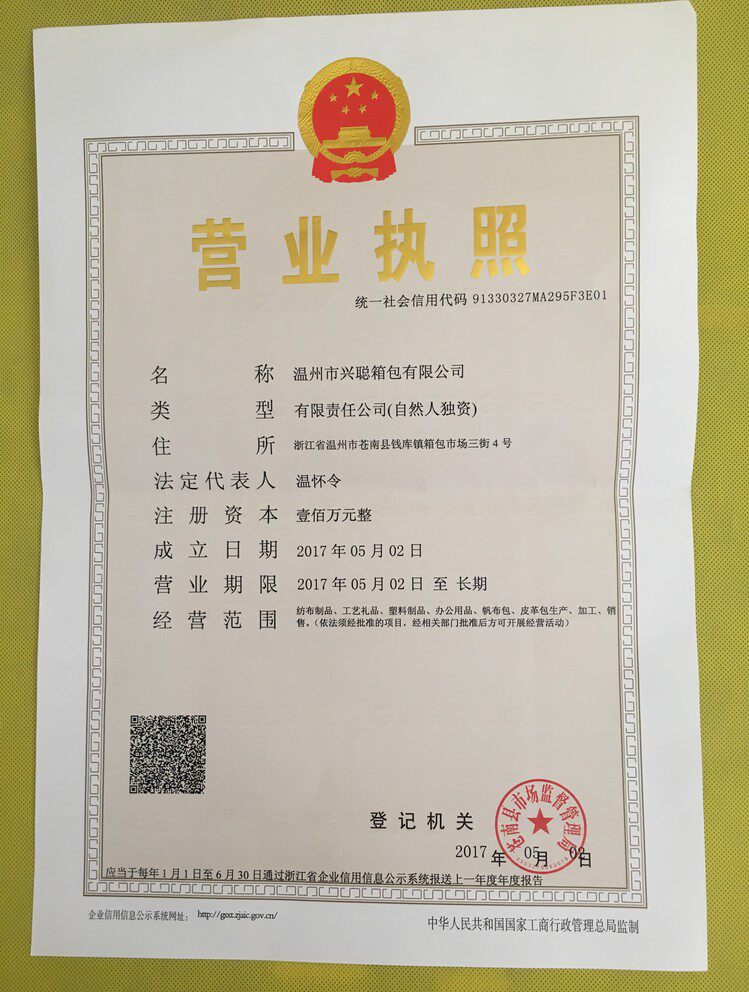 营业执照
统一社会信用代码 91330327MA295F3E01
名称 温州市兴聪箱包有限公司
类型 有限责任公司(自然人独资)
住所 浙江省温州市苍南县钱库镇箱包市场三街4号
法定代表人 温怀令
注册资本 壹佰万元整
成立日期 2017年05月02日
营业期限 2017年05月02日 至 长期
经营范围 纺布制品、工艺礼品、塑料制品、办公用品、帆布包、皮革包生产、加工、销
售。(依法须经批准的项目，经相关部门批准后方可开展经营活动)
登记机关
苍南县市场监督管理局
2017年05月02日
应当于每年1月1日至6月30日通过浙江省企业信用信息公示系统报送上一年度年度报告
企业信用信息公示系统网址： http://gsxt.zjaic.gov.cn/
中华人民共和国国家工商行政管理总局监制